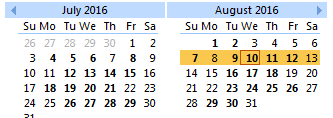 July 2016 August 2016
Su Mo Tu We Th Fr Sa Su Mo Tu We Th Fr Sa
26 27 28 29 30 1 2 1 2 3 4 5 6
3 4 5 6 7 8 9 7 8 9 10 11 12 13
10 11 12 13 14 15 16 14 15 16 17 18 19 20
17 18 19 20 21 22 23 21 22 23 24 25 26 27
24 25 26 27 28 29 30 28 29 30 31
31